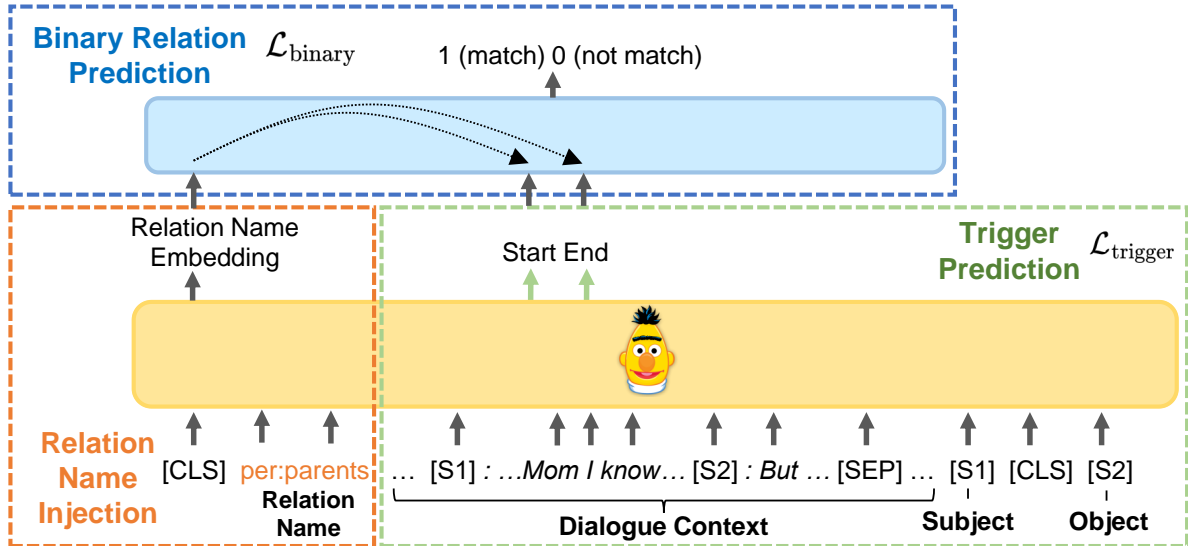 Binary Relation
Prediction
ℒbinary
1 (match) 0 (not match)
Relation Name
Embedding
Start End
Trigger
Prediction
ℒtrigger
Relation
Name
Injection
[CLS] per:parents … [S1] : …Mom I know… [S2] : But … [SEP] … [S1] [CLS] [S2]
Relation
Name
Dialogue Context
Subject
Object